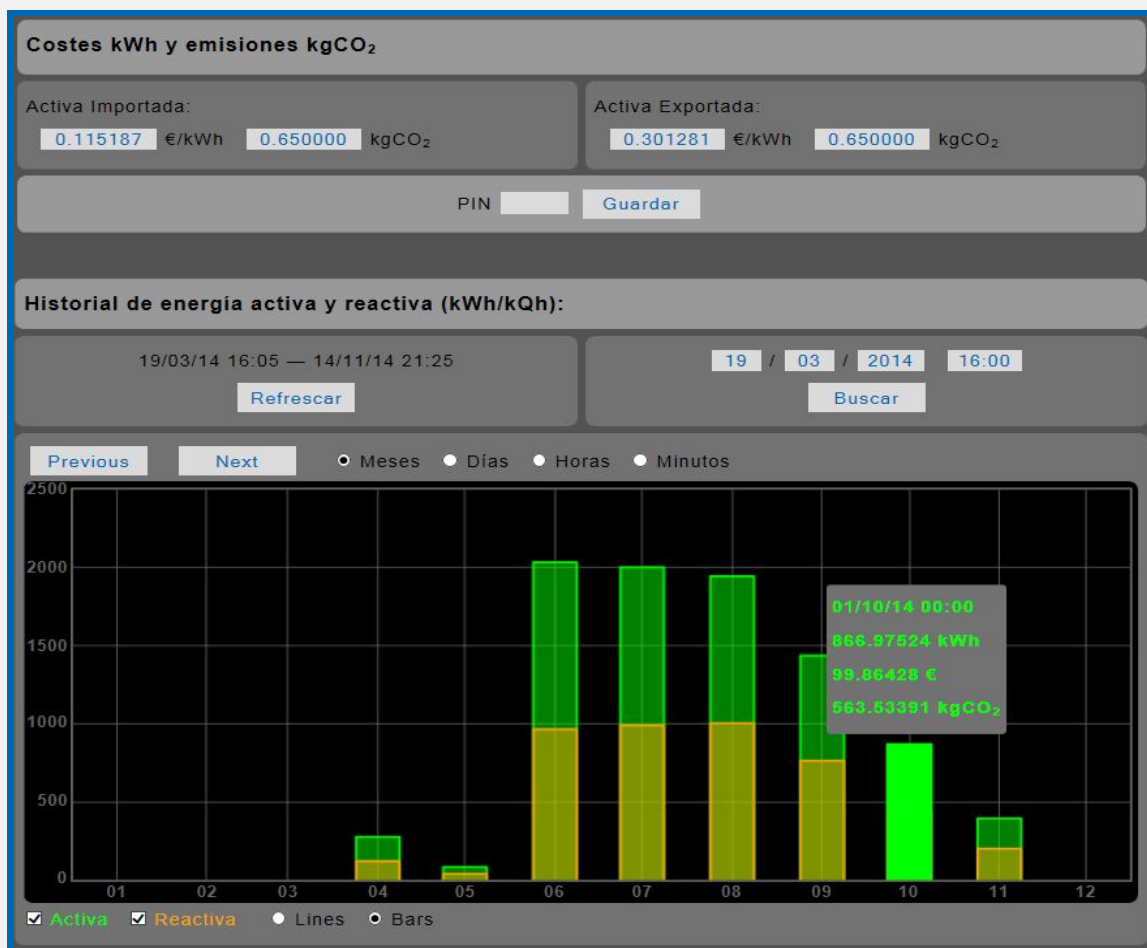 Costes kWh y emisiones kgCO₂
Activa Importada:
0.115187 €/kWh 0.650000 kgCO₂
Activa Exportada:
0.301281 €/kWh 0.650000 kgCO₂
PIN Guardar
Historial de energía activa y reactiva (kWh/kQh):
19/03/14 16:05 — 14/11/14 21:25
Refrescar
19 / 03 / 2014 16:00
Buscar
Previous Next Meses Días Horas Minutos
2500
2000
1500
1000
500
0
01/10/14 00:00
866.97524 kWh
99.86428 €
563.53391 kgCO₂
01 02 03 04 05 06 07 08 09 10 11 12
Activa Reactiva Lines Bars